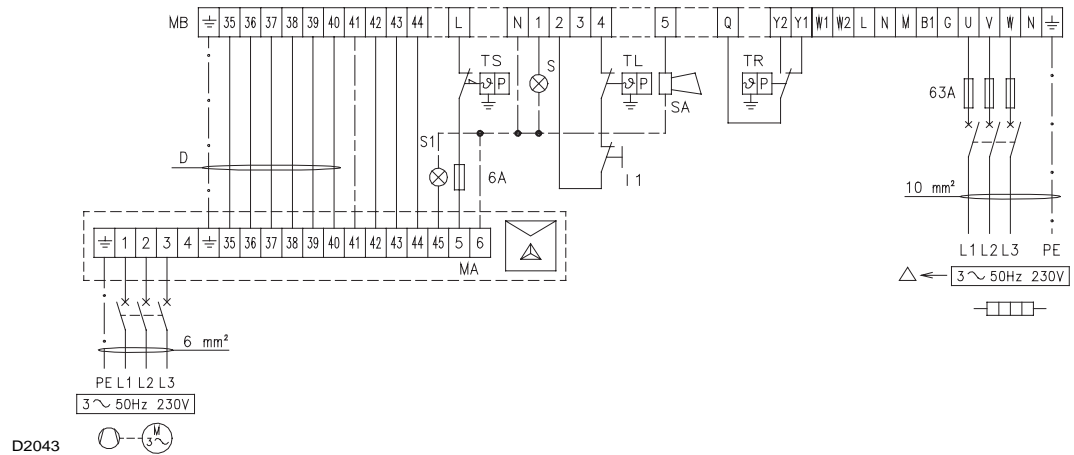 MB ⏚ 35 36 37 38 39 40 41 42 43 44 L N 1 2 3 4 5 Q Y2 Y1 W1 W2 L N M B1 G U V W N ⏚
TS ϑ P S TL ϑ P SA TR ϑ P 63A
S1 6A I1
D
10 mm²
⏚ 1 2 3 4 ⏚ 35 36 37 38 39 40 41 42 43 44 45 5 6
MA
L1 L2 L3 PE
△ 3~ 50Hz 230V
6 mm²
PE L1 L2 L3
3~ 50Hz 230V
M
3~
D2043